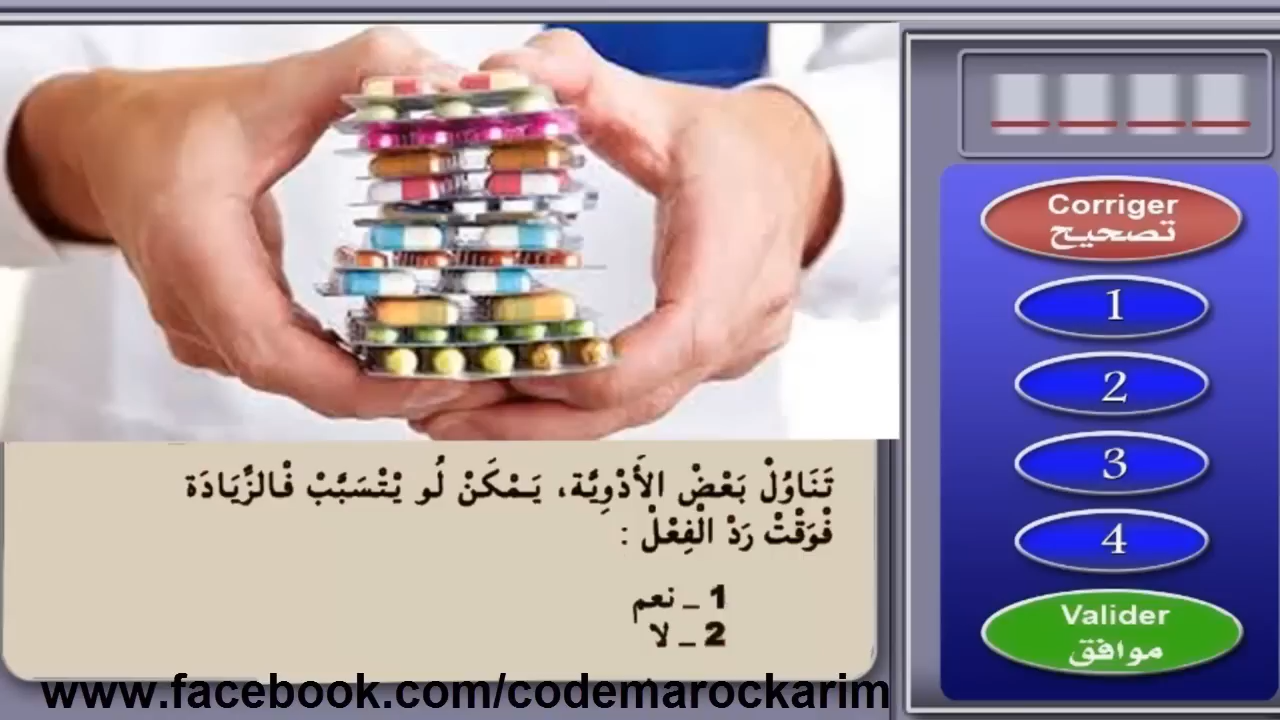 تَنَاوُلْ بَعْضْ الأَدْوِيَّة، يَـمْكَنْ لُو يْتْسَبَّبْ فْالزِّيَادَة
فْوَقْتْ رَدْ الْفِعْلْ :
1 _ نعم
2 _ لا
www.facebook.com/codemarockarim
Corriger
تصحيح
1
2
3
4
Valider
موافق